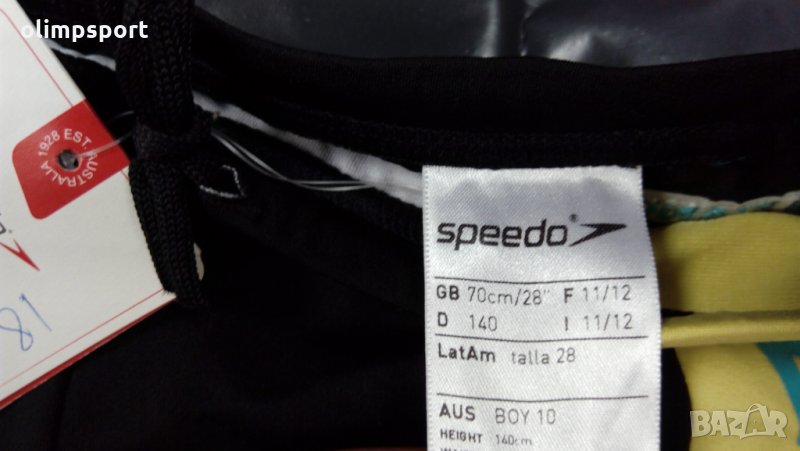 olimpsport
1928 EST. AUSTRALIA
81
speedo
GB 70cm/28" F 11/12
D 140 I 11/12
LatAm talla 28
AUS BOY 10
HEIGHT 140cm
BAZAR